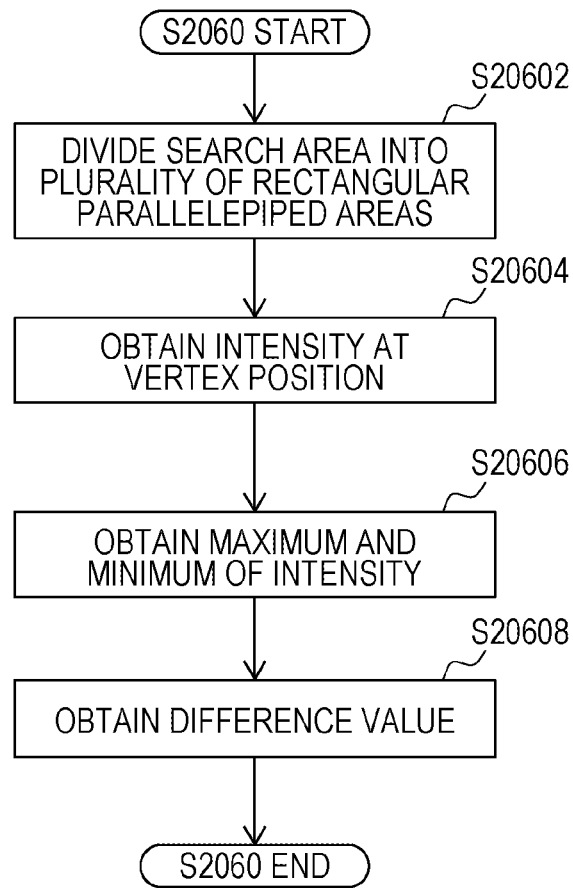 S2060 START
S20602
DIVIDE SEARCH AREA INTO
PLURALITY OF RECTANGULAR
PARALLELEPIPED AREAS
S20604
OBTAIN INTENSITY AT
VERTEX POSITION
S20606
OBTAIN MAXIMUM AND
MINIMUM OF INTENSITY
S20608
OBTAIN DIFFERENCE VALUE
S2060 END